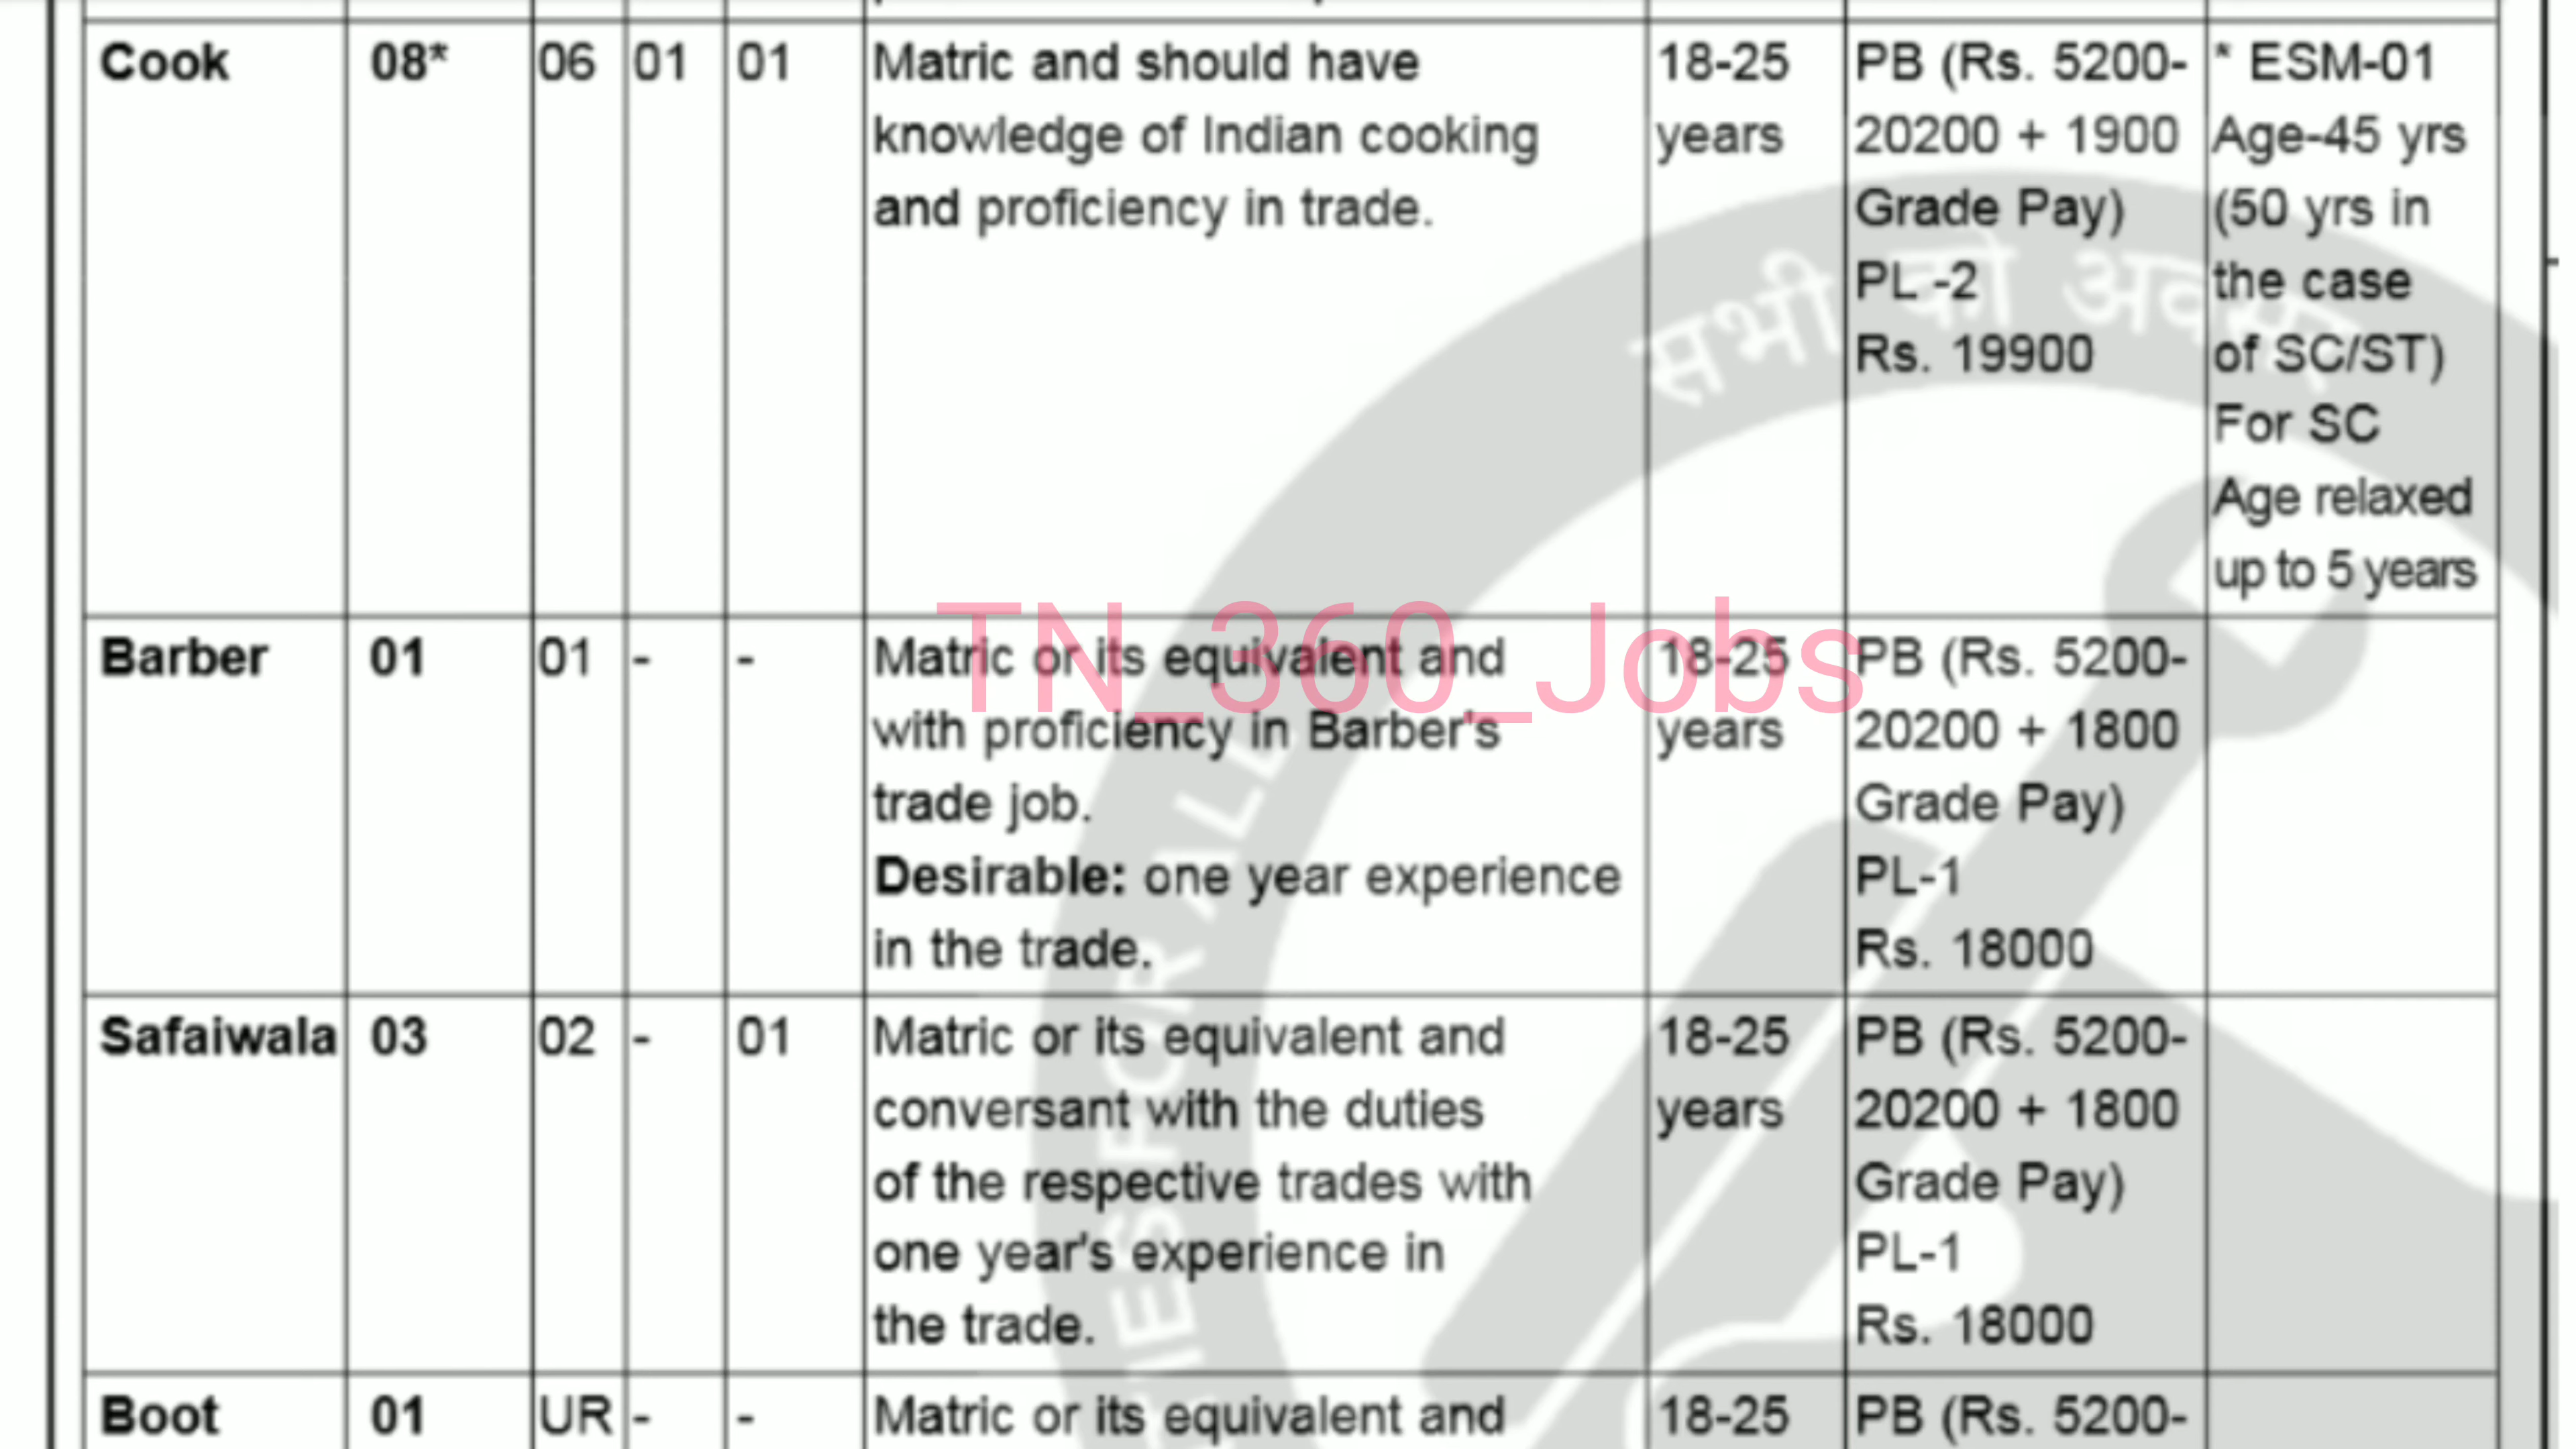 Cook 08* 06 01 01 Matric and should have 18-25 PB (Rs. 5200- * ESM-01
knowledge of Indian cooking years 20200 + 1900 Age-45 yrs
and proficiency in trade. Grade Pay) (50 yrs in
PL -2 the case
Rs. 19900 of SC/ST)
For SC
Age relaxed
up to 5 years
सभी को
TN_360_Jobs
Barber 01 01 - - Matric or its equivalent and 18-25 PB (Rs. 5200-
with proficiency in Barber's years 20200 + 1800
trade job. Grade Pay)
Desirable: one year experience PL-1
in the trade. Rs. 18000
Safaiwala 03 02 - 01 Matric or its equivalent and 18-25 PB (Rs. 5200-
conversant with the duties years 20200 + 1800
of the respective trades with Grade Pay)
one year's experience in PL-1
the trade. Rs. 18000
FOR ALL
Boot 01 UR - - Matric or its equivalent and 18-25 PB (Rs. 5200-